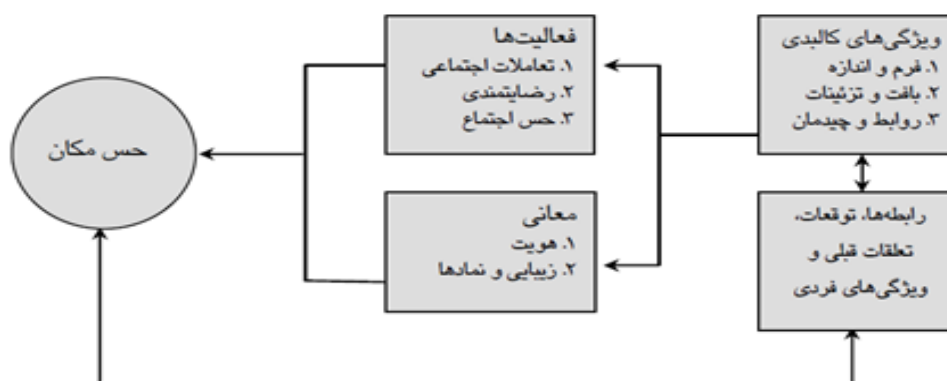 ویژگی‌های کالبدی
۱. فرم و اندازه
۲. بافت و تزئینات
۳. روابط و چیدمان
رابطه‌ها، توقعات،
تعلقات قبلی و
ویژگی‌های فردی
فعالیت‌ها
۱. تعاملات اجتماعی
۲. رضایتمندی
۳. حس اجتماع
معانی
۱. هویت
۲. زیبایی و نمادها
حس مکان